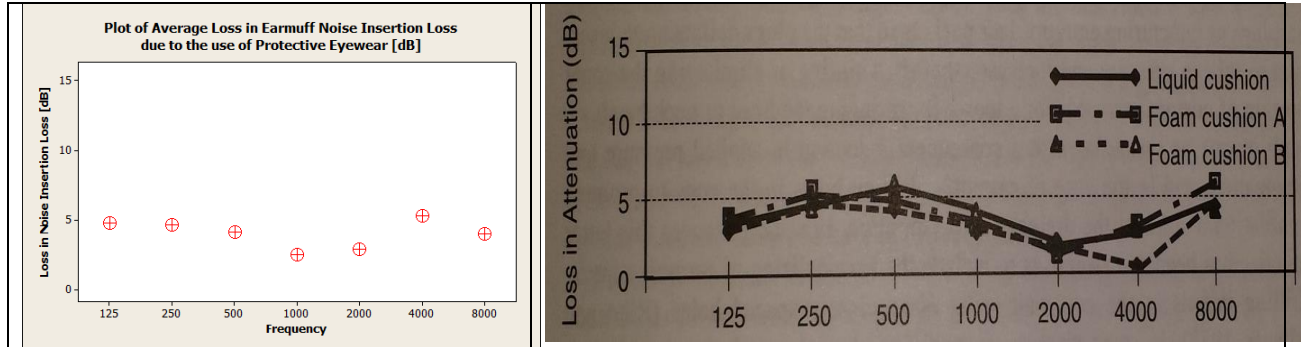 Plot of Average Loss in Earmuff Noise Insertion Loss
due to the use of Protective Eyewear [dB]
Loss in Noise Insertion Loss [dB]
15
10
5
0
125 250 500 1000 2000 4000 8000
Frequency
Loss in Attenuation (dB)
15
10
5
0
Liquid cushion
Foam cushion A
Foam cushion B
125 250 500 1000 2000 4000 8000